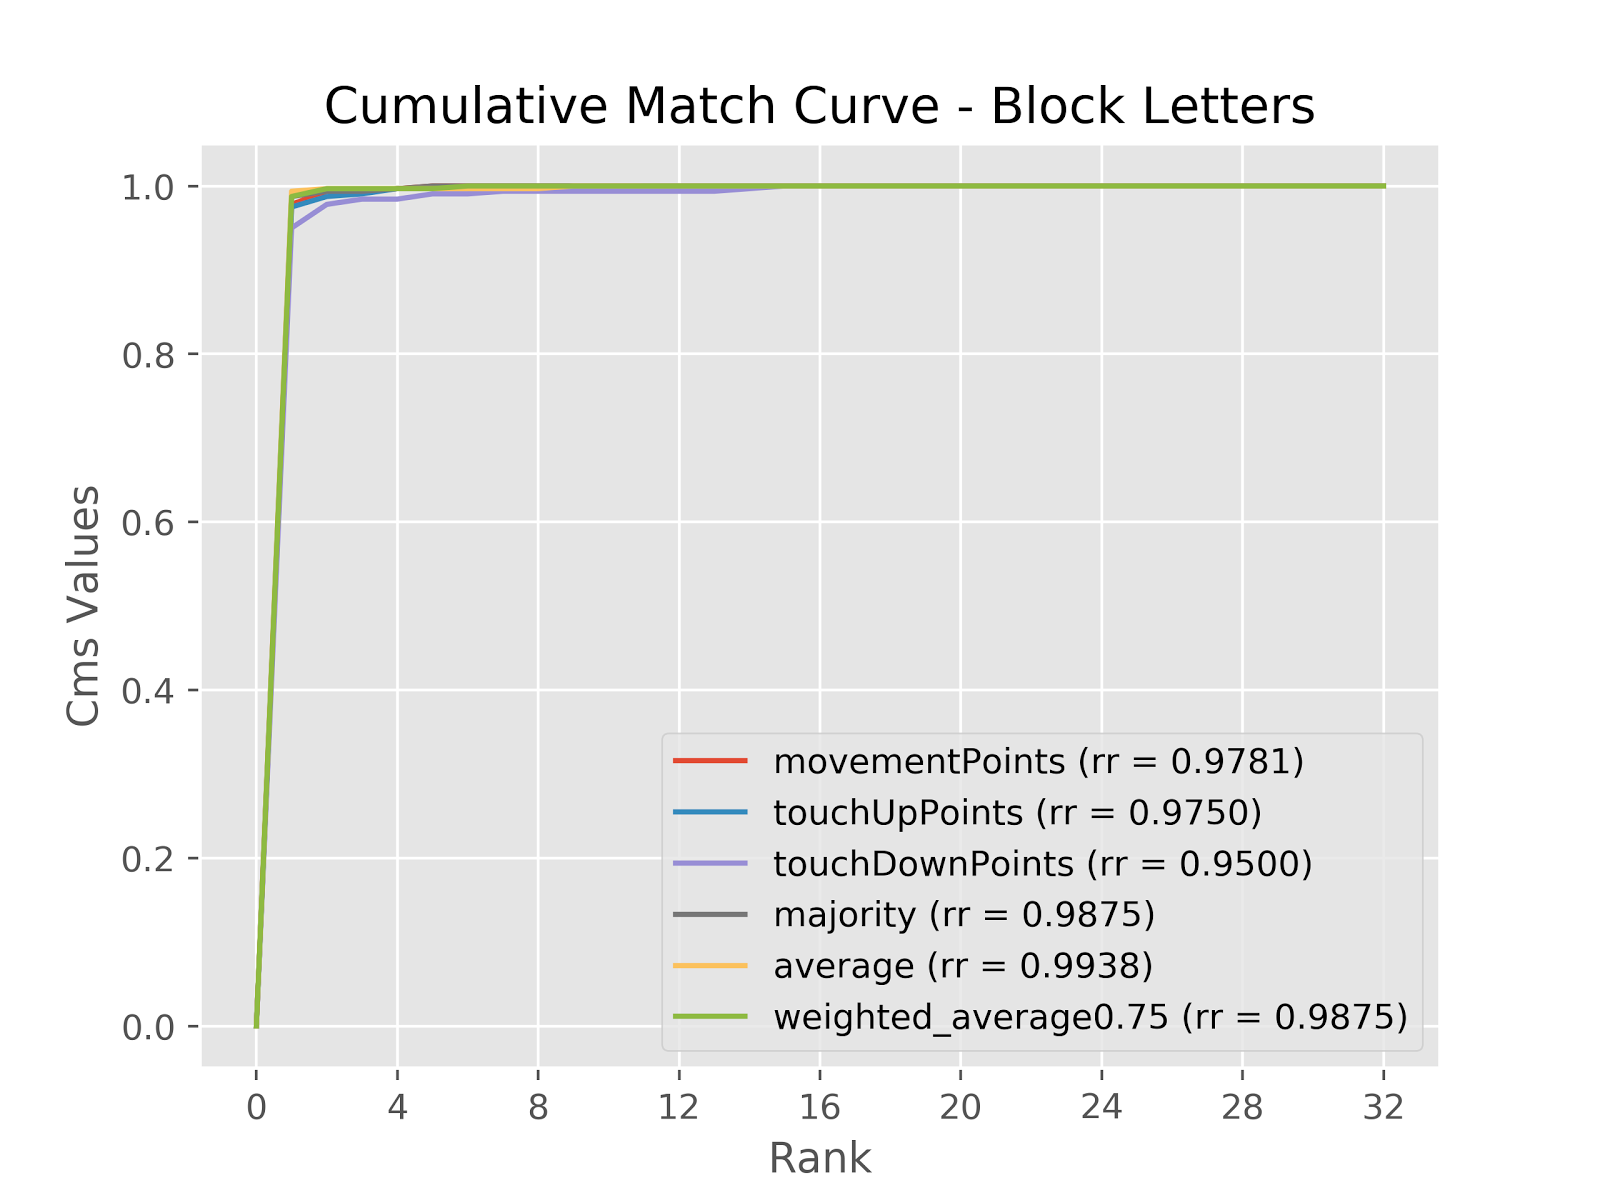 Cumulative Match Curve - Block Letters
1.0
0.8
0.6
0.4
0.2
0.0
Cms Values
movementPoints (rr = 0.9781)
touchUpPoints (rr = 0.9750)
touchDownPoints (rr = 0.9500)
majority (rr = 0.9875)
average (rr = 0.9938)
weighted_average0.75 (rr = 0.9875)
0 4 8 12 16 20 24 28 32
Rank